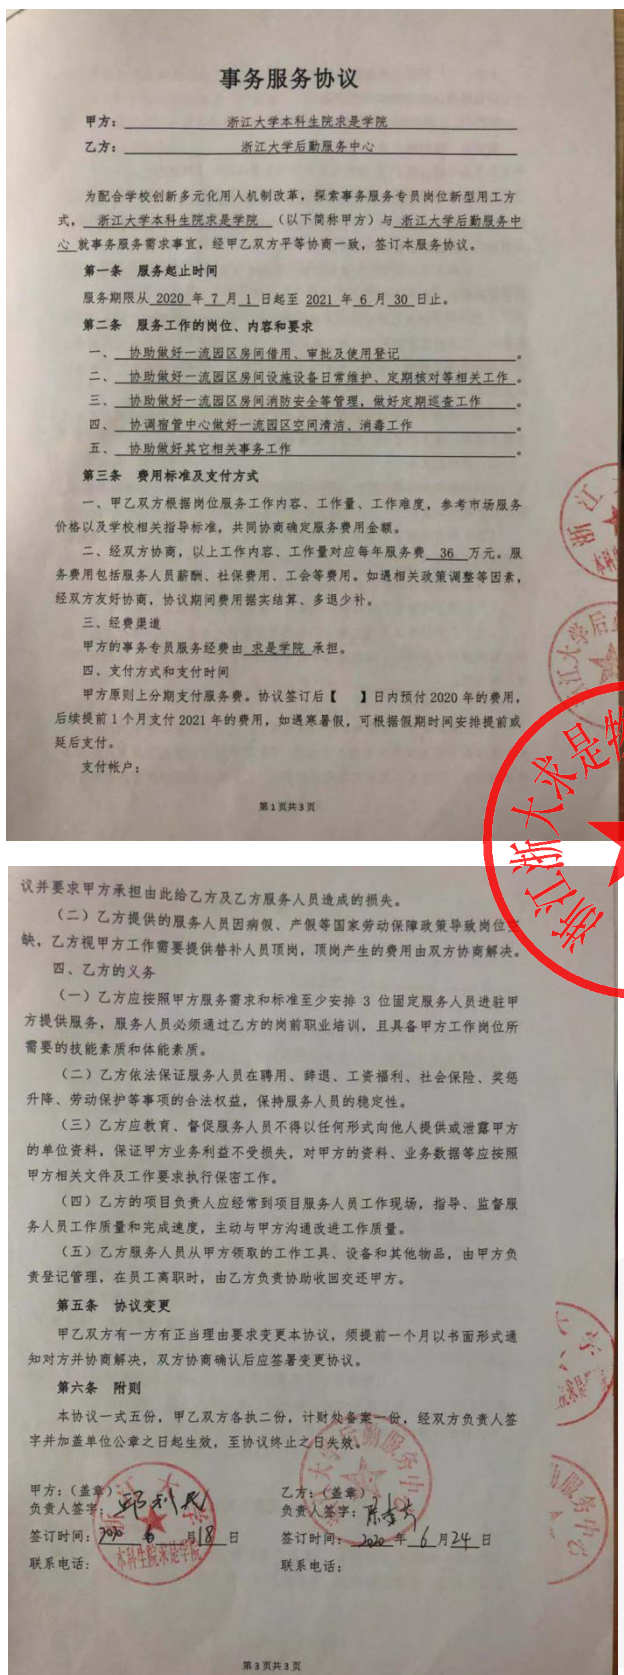 事务服务协议
甲方： 浙江大学本科生院求是学院
乙方： 浙江大学后勤服务中心
为配合学校创新多元化用人机制改革，探索事务服务专员岗位新型用工方
式， 浙江大学本科生院求是学院 （以下简称甲方）与 浙江大学后勤服务中
心 就事务服务需求事宜，经甲乙双方平等协商一致，签订本服务协议。
第一条 服务起止时间
服务期限从 2020 年 7 月 1 日起至 2021 年 6 月 30 日止。
第二条 服务工作的岗位、内容和要求
一、 协助做好一流园区房间借用、审批及使用登记 。
二、 协助做好一流园区房间设施设备日常维护、定期核对等相关工作 。
三、 协助做好一流园区房间消防安全等管理，做好定期巡查工作 。
四、 协调宿管中心做好一流园区空间清洁、消毒工作 。
五、 协助做好其它相关事务工作 。
第三条 费用标准及支付方式
一、甲乙双方根据岗位服务工作内容、工作量、工作难度，参考市场服务
价格以及学校相关指导标准，共同协商确定服务费用金额。
二、经双方协商，以上工作内容、工作量对应每年服务费 36 万元。服
务费用包括服务人员薪酬、社保费用、工会等费用。如遇相关政策调整等因素，
经双方友好协商，协议期间费用据实结算、多退少补。
三、经费渠道
甲方的事务专员服务经费由 求是学院 承担。
四、支付方式和支付时间
甲方原则上分期支付服务费。协议签订后【 】日内预付 2020 年的费用，
后续提前 1 个月支付 2021 年的费用，如遇寒暑假，可根据假期时间安排提前或
延后支付。
支付帐户：
第 1 页共 3 页
浙江
本科生
浙江大学后
浙江浙大求是物
议并要求甲方承担由此给乙方及乙方服务人员造成的损失。
（二）乙方提供的服务人员因病假、产假等国家劳动保障政策导致岗位空
缺，乙方视甲方工作需要提供替补人员顶岗，顶岗产生的费用由双方协商解决。
四、乙方的义务
（一）乙方应按照甲方服务需求和标准至少安排 3 位固定服务人员进驻甲
方提供服务，服务人员必须通过乙方的岗前职业培训，且具备甲方工作岗位所
需要的技能素质和体能素质。
（二）乙方依法保证服务人员在聘用、辞退、工资福利、社会保险、奖惩
升降、劳动保护等事项的合法权益，保持服务人员的稳定性。
（三）乙方应教育、督促服务人员不得以任何形式向他人提供或泄露甲方
的单位资料，保证甲方业务利益不受损失，对甲方的资料、业务数据等应按照
甲方相关文件及工作要求执行保密工作。
（四）乙方的项目负责人应经常到项目服务人员工作现场，指导、监督服
务人员工作质量和完成速度，主动与甲方沟通改进工作质量。
（五）乙方服务人员从甲方领取的工作工具、设备和其他物品，由甲方负
责登记管理，在员工离职时，由乙方负责协助收回交还甲方。
第五条 协议变更
甲乙双方有一方有正当理由要求变更本协议，须提前一个月以书面形式通
知对方并协商解决，双方协商确认后应签署变更协议。
第六条 附则
本协议一式五份，甲乙双方各执二份，计财处备案一份，经双方负责人签
字并加盖单位公章之日起生效，至协议终止之日失效。
甲方：（盖章） 乙方：（盖章）
负责人签字：邱利民 负责人签字：
签订时间：2020 年 月18 日 签订时间：2020 年 6 月24 日
联系电话： 联系电话：
浙江大学
本科生院求是学院
江大学后勤服务中心
服务中心
第 3 页共 3 页